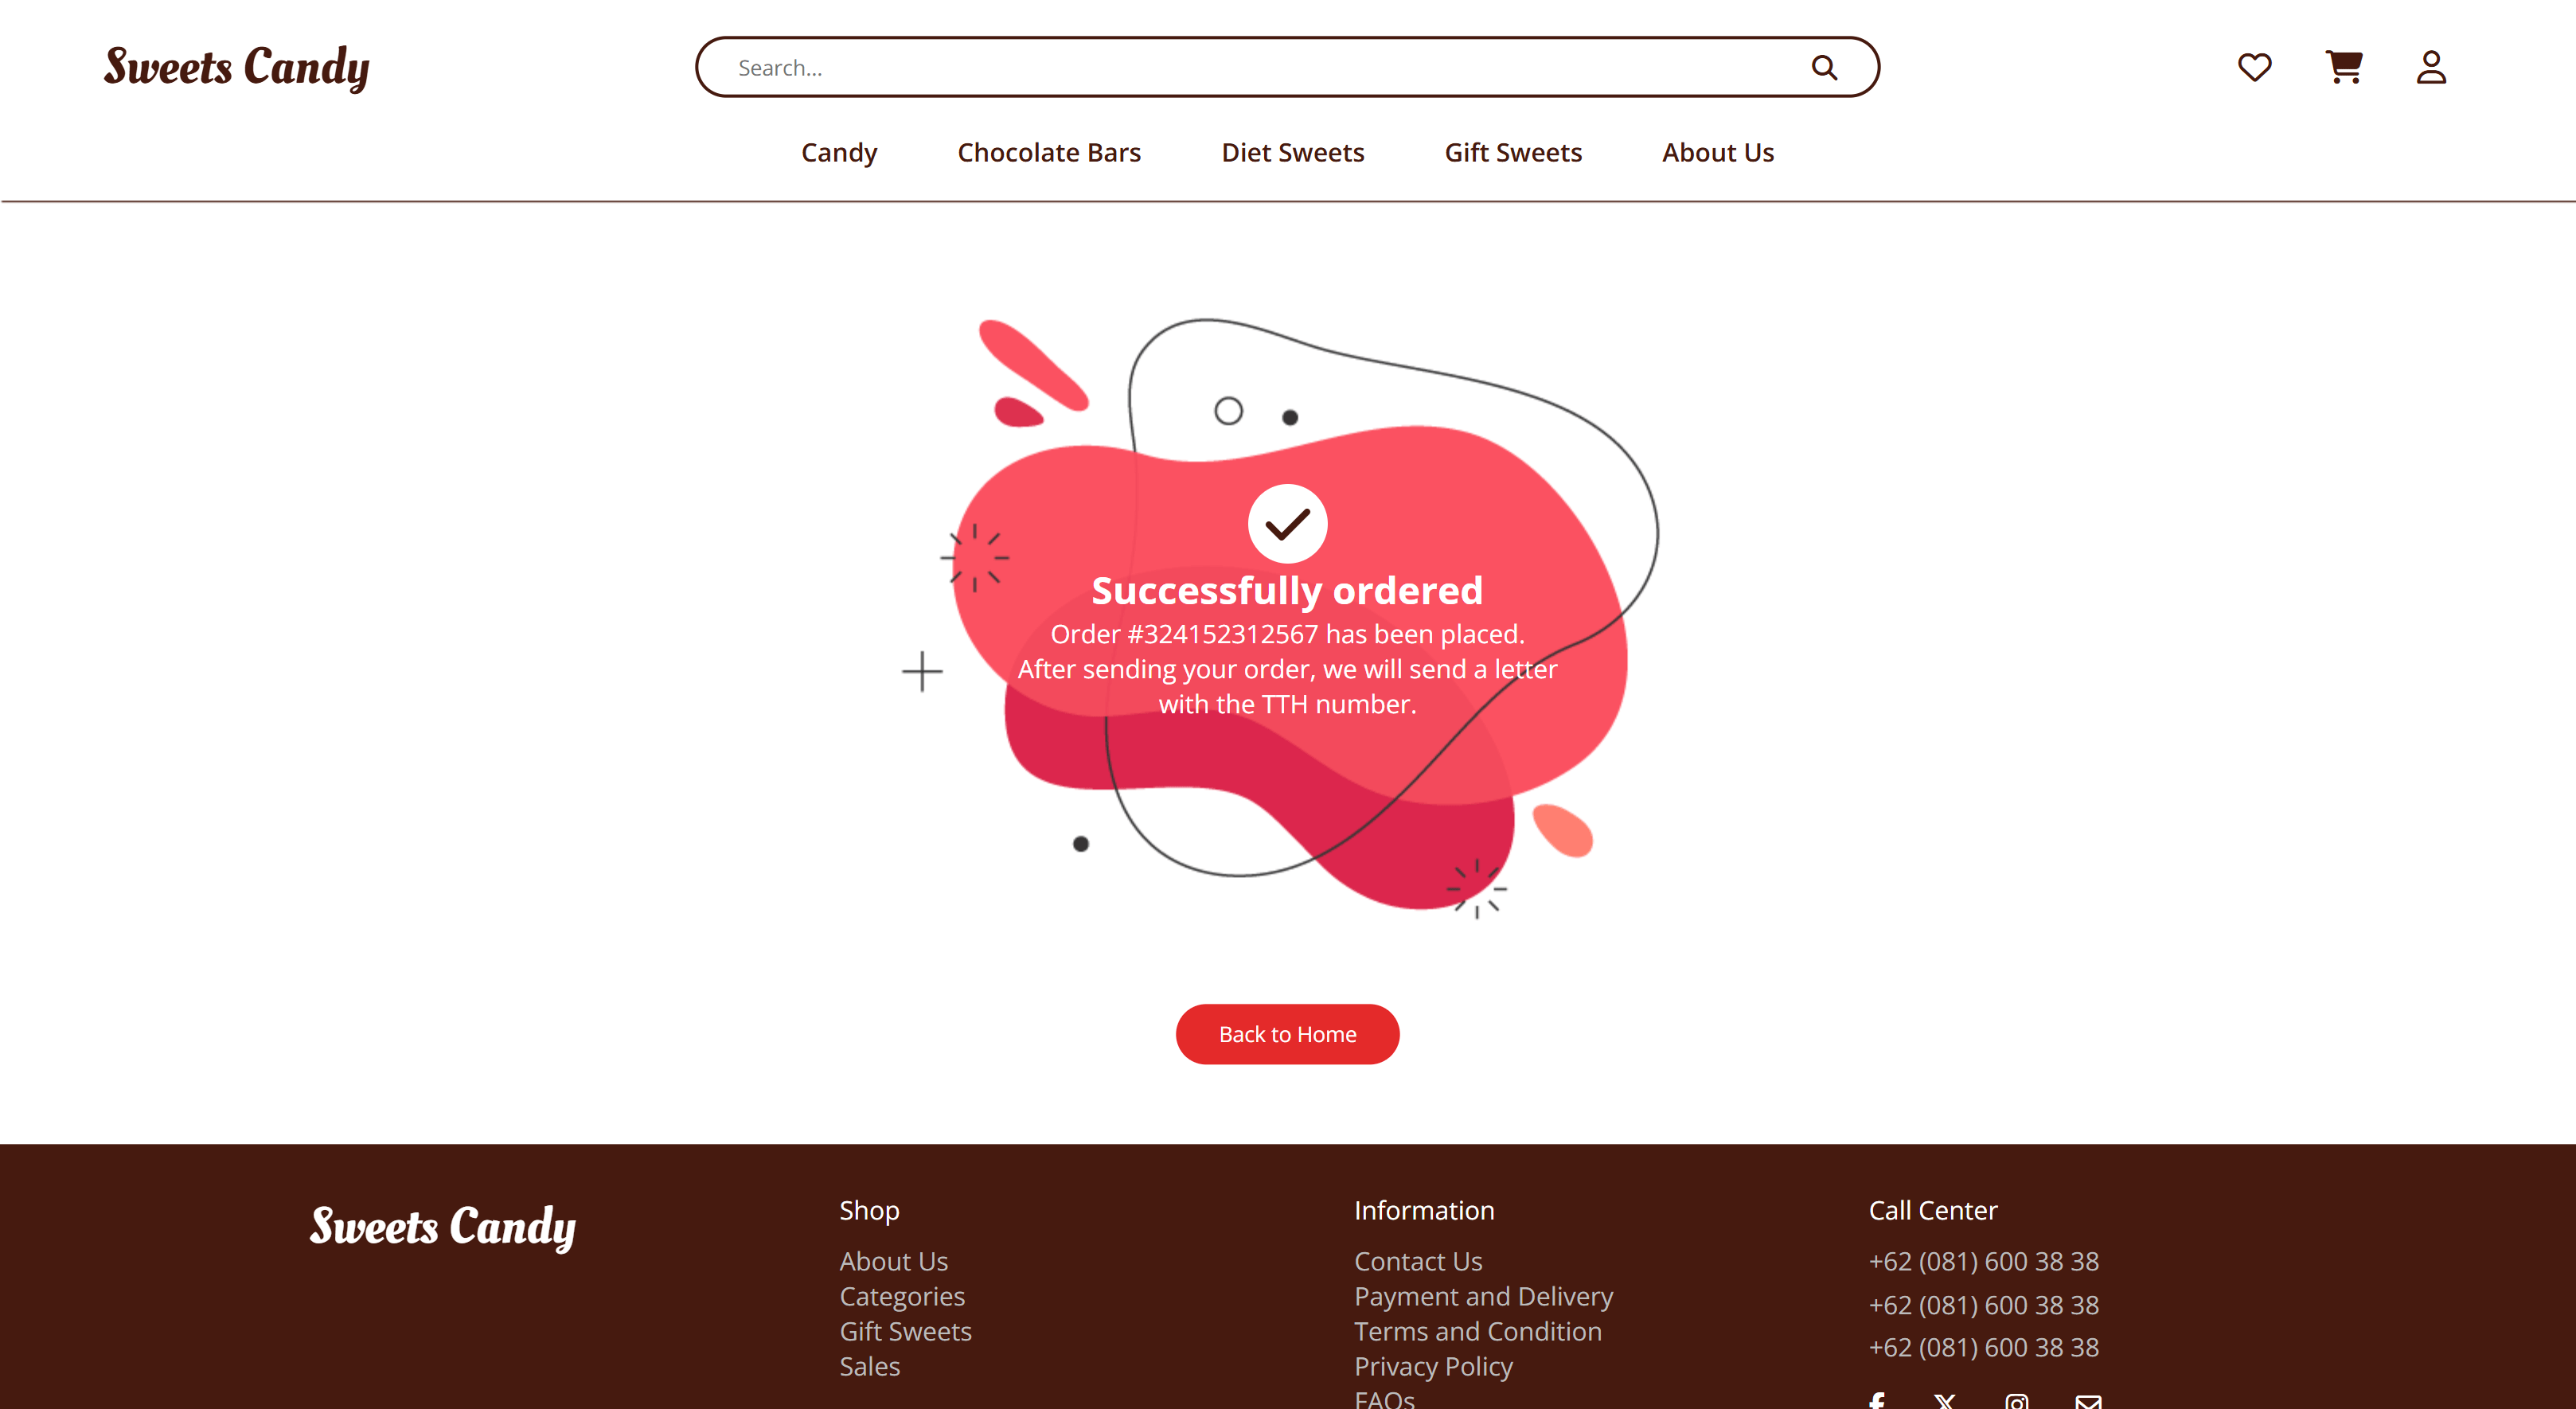 Sweets Candy
Search...
Candy
Chocolate Bars
Diet Sweets
Gift Sweets
About Us
Successfully ordered
Order #324152312567 has been placed.
After sending your order, we will send a letter
with the TTH number.
Back to Home
Sweets Candy
Shop
About Us
Categories
Gift Sweets
Sales
Information
Contact Us
Payment and Delivery
Terms and Condition
Privacy Policy
FAQs
Call Center
+62 (081) 600 38 38
+62 (081) 600 38 38
+62 (081) 600 38 38